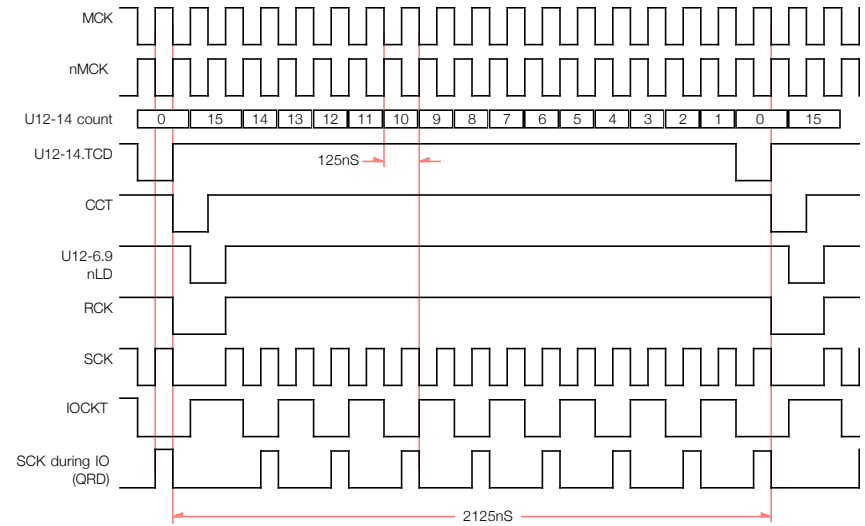 MCK
nMCK
U12-14 count
0 15 14 13 12 11 10 9 8 7 6 5 4 3 2 1 0 15
U12-14.TCD
125nS
CCT
U12-6.9
nLD
RCK
SCK
IOCKT
SCK during IO
(QRD)
2125nS